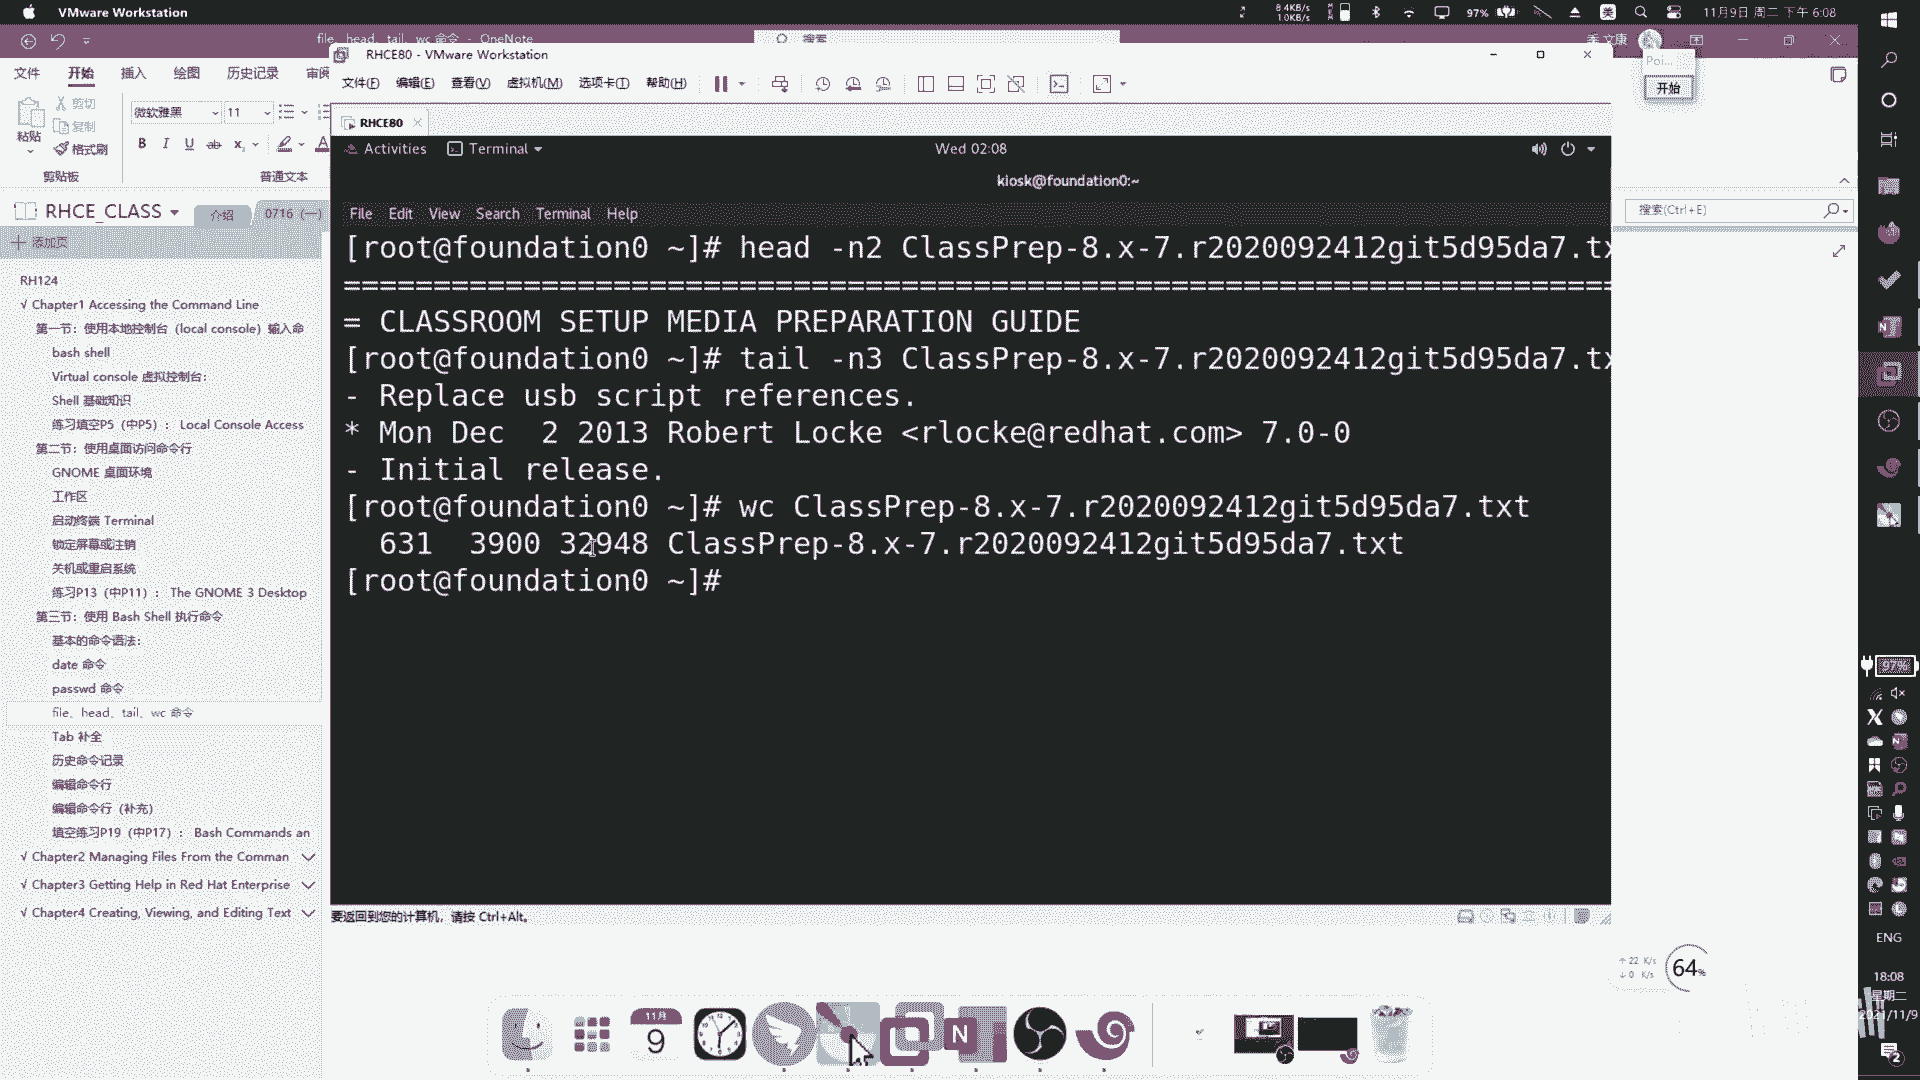 VMware Workstation
8.4KB/s
1.0KB/s
97%
美
11月9日 周二 下午 6:08
file、head、tail、wc 命令 - OneNote
搜索
文康
文件
开始
插入
绘图
历史记录
审阅
剪切
复制
格式刷
粘贴
剪贴板
微软雅黑
11
B
I
U
ab
普通文本
RHCE_CLASS
介绍
0716 (一)
添加页
RH124
√ Chapter1 Accessing the Command Line
第一节：使用本地控制台（local console）输入命
bash shell
Virtual console 虚拟控制台：
Shell 基础知识
练习填空P5（中P5）： Local Console Access
第二节：使用桌面访问命令行
GNOME 桌面环境
工作区
启动终端 Terminal
锁定屏幕或注销
关机或重启系统
练习P13（中P11）： The GNOME 3 Desktop
第三节：使用 Bash Shell 执行命令
基本的命令语法：
date 命令
passwd 命令
file、head、tail、wc 命令
Tab 补全
历史命令记录
编辑命令行
编辑命令行（补充）
填空练习P19（中P17）： Bash Commands an
√ Chapter2 Managing Files From the Comman
√ Chapter3 Getting Help in Red Hat Enterprise
√ Chapter4 Creating, Viewing, and Editing Text
RHCE80 - VMware Workstation
文件(F)
编辑(E)
查看(V)
虚拟机(M)
选项卡(T)
帮助(H)
RHCE80
Activities
Terminal
Wed 02:08
kiosk@foundation0:~
File Edit View Search Terminal Help
[root@foundation0 ~]# head -n2 ClassPrep-8.x-7.r2020092412git5d95da7.tx
======================================================================
= CLASSROOM SETUP MEDIA PREPARATION GUIDE
[root@foundation0 ~]# tail -n3 ClassPrep-8.x-7.r2020092412git5d95da7.tx
- Replace usb script references.
* Mon Dec  2 2013 Robert Locke <rlocke@redhat.com> 7.0-0
- Initial release.
[root@foundation0 ~]# wc ClassPrep-8.x-7.r2020092412git5d95da7.txt
  631  3900 32948 ClassPrep-8.x-7.r2020092412git5d95da7.txt
[root@foundation0 ~]#
要返回到您的计算机，请按 Ctrl+Alt。
Poi...
开始
搜索(Ctrl+E)
97%
ENG
18:08
星期二
2021/11/9
2
22 K/s
0 K/s
64%
11月
9
N